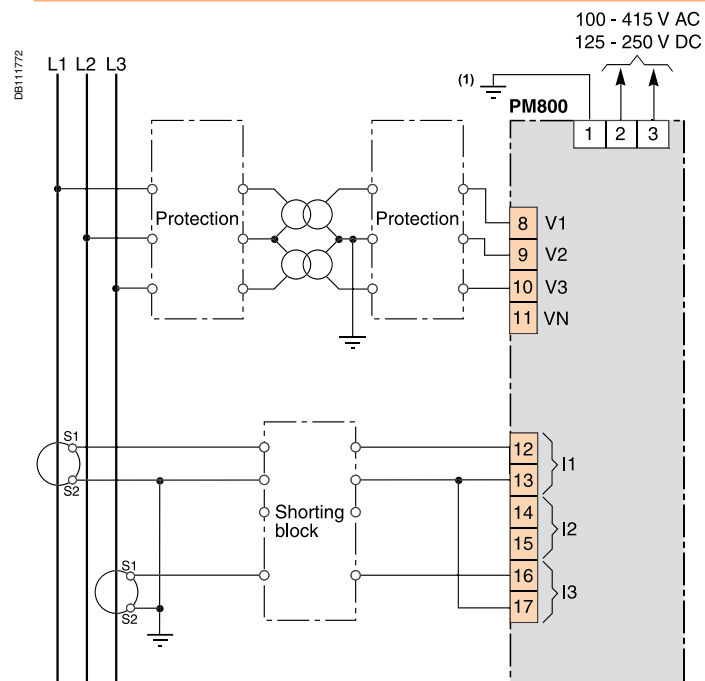 100 - 415 V AC
125 - 250 V DC
DB111772
L1 L2 L3
(1)
PM800
1 2 3
Protection
Protection
8 V1
9 V2
10 V3
11 VN
S1
S2
12
13
I1
Shorting
block
14
15
I2
S1
S2
16
17
I3